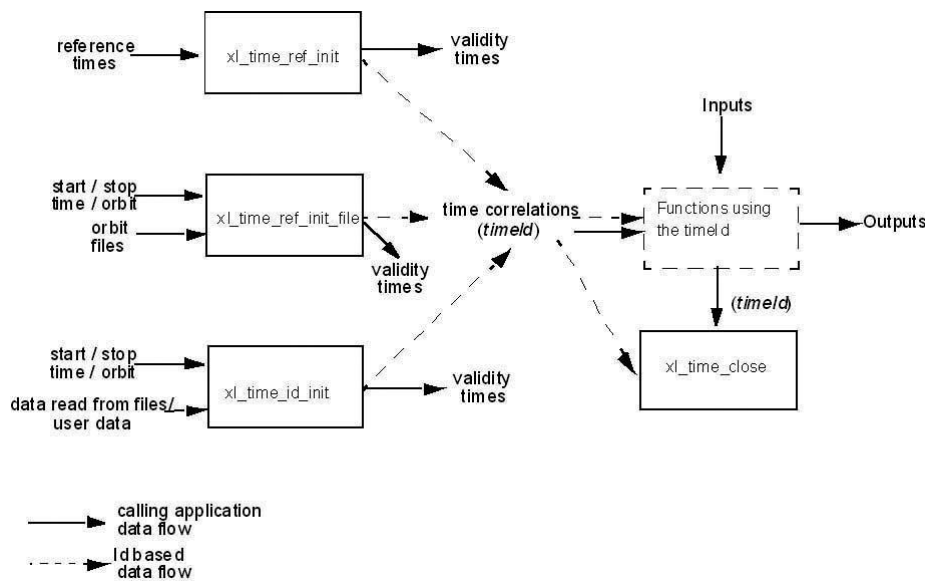 reference
times
xl_time_ref_init
validity
times
Inputs
start / stop
time / orbit
orbit
files
xl_time_ref_init_file
validity
times
time correlations
(timeId)
Functions using
the timeId
Outputs
(timeId)
start / stop
time / orbit
data read from files/
user data
xl_time_id_init
validity
times
xl_time_close
calling application
data flow
Id based
data flow